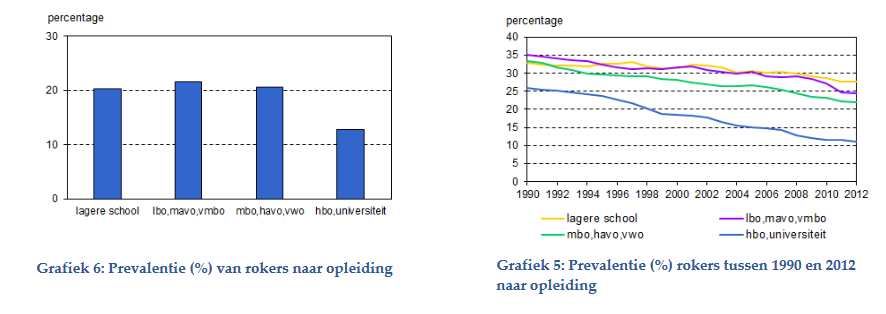 percentage
30
20
10
0
lagere school lbo,mavo,vmbo mbo,havo,vwo hbo,universiteit
Grafiek 6: Prevalentie (%) van rokers naar opleiding
percentage
40
35
30
25
20
15
10
5
0
1990 1992 1994 1996 1998 2000 2002 2004 2006 2008 2010 2012
lagere school lbo,mavo,vmbo
mbo,havo,vwo hbo,universiteit
Grafiek 5: Prevalentie (%) rokers tussen 1990 en 2012
naar opleiding